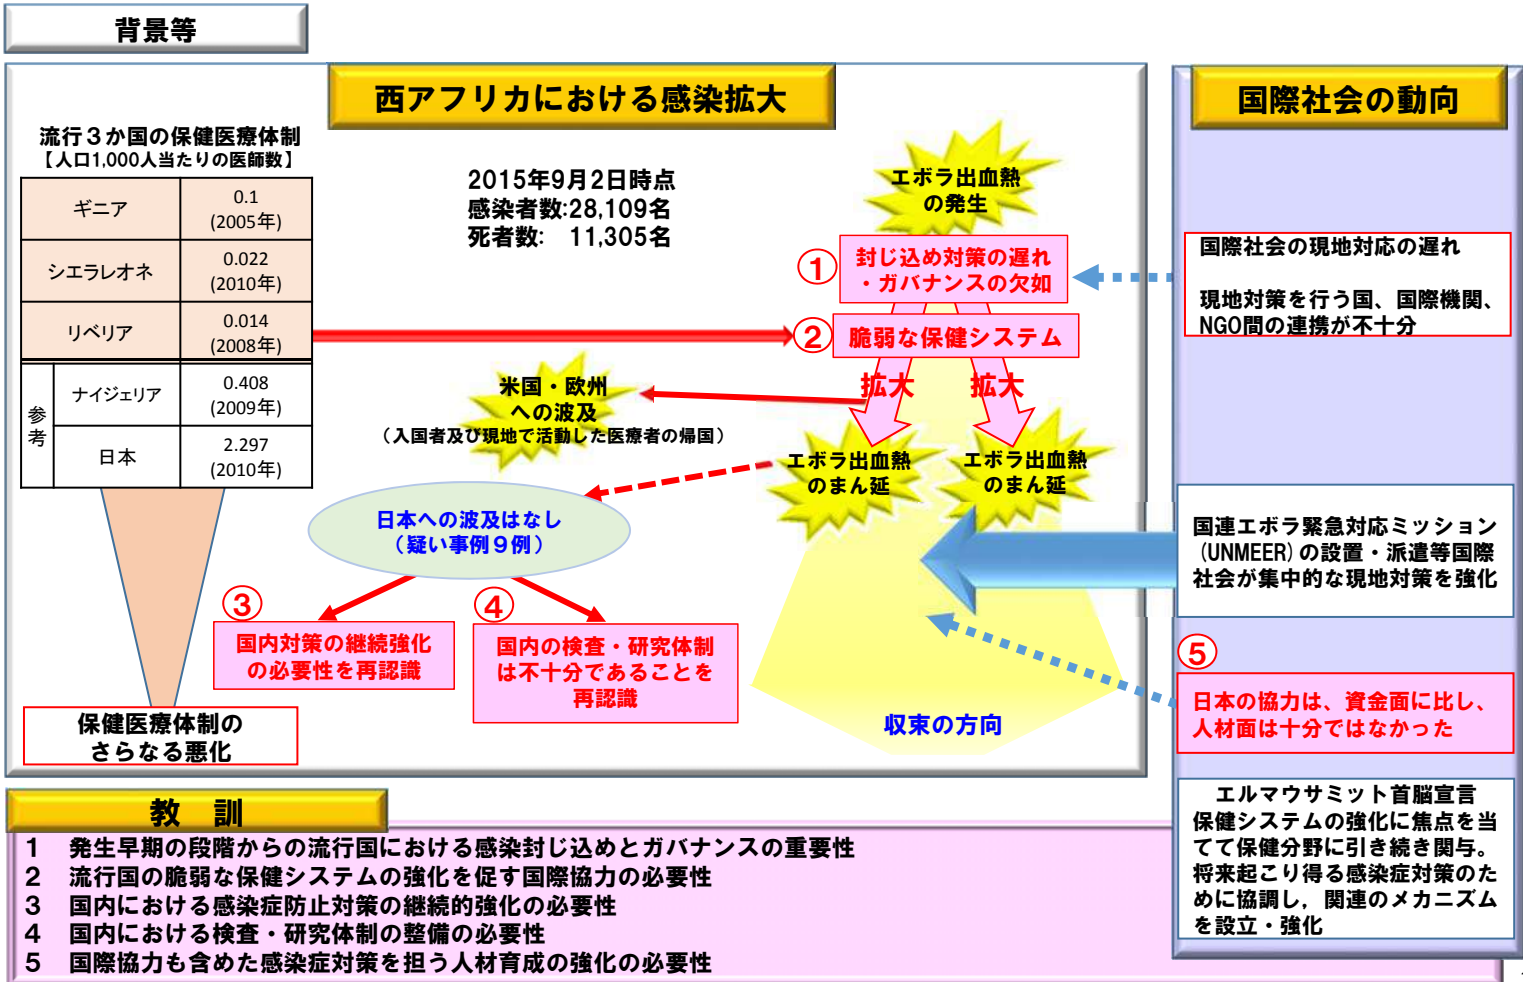 背景等
西アフリカにおける感染拡大
流行３か国の保健医療体制
【人口1,000人当たりの医師数】
ギニア 0.1
(2005年)
シエラレオネ 0.022
(2010年)
リベリア 0.014
(2008年)
参考
ナイジェリア 0.408
(2009年)
日本 2.297
(2010年)
保健医療体制の
さらなる悪化
2015年9月2日時点
感染者数:28,109名
死者数: 11,305名
エボラ出血熱
の発生
①
封じ込め対策の遅れ
・ガバナンスの欠如
②
脆弱な保健システム
拡大 拡大
米国・欧州
への波及
（入国者及び現地で活動した医療者の帰国）
エボラ出血熱
のまん延
エボラ出血熱
のまん延
日本への波及はなし
（疑い事例９例）
③
国内対策の継続強化
の必要性を再認識
④
国内の検査・研究体制
は不十分であることを
再認識
収束の方向
国際社会の動向
国際社会の現地対応の遅れ
現地対策を行う国、国際機関、
NGO間の連携が不十分
国連エボラ緊急対応ミッション
(UNMEER)の設置・派遣等国際
社会が集中的な現地対策を強化
⑤
日本の協力は、資金面に比し、
人材面は十分ではなかった
エルマウサミット首脳宣言
保健システムの強化に焦点を当
てて保健分野に引き続き関与。
将来起こり得る感染症対策のた
めに協調し，関連のメカニズム
を設立・強化
教 訓
1 発生早期の段階からの流行国における感染封じ込めとガバナンスの重要性
2 流行国の脆弱な保健システムの強化を促す国際協力の必要性
3 国内における感染症防止対策の継続的強化の必要性
4 国内における検査・研究体制の整備の必要性
5 国際協力も含めた感染症対策を担う人材育成の強化の必要性